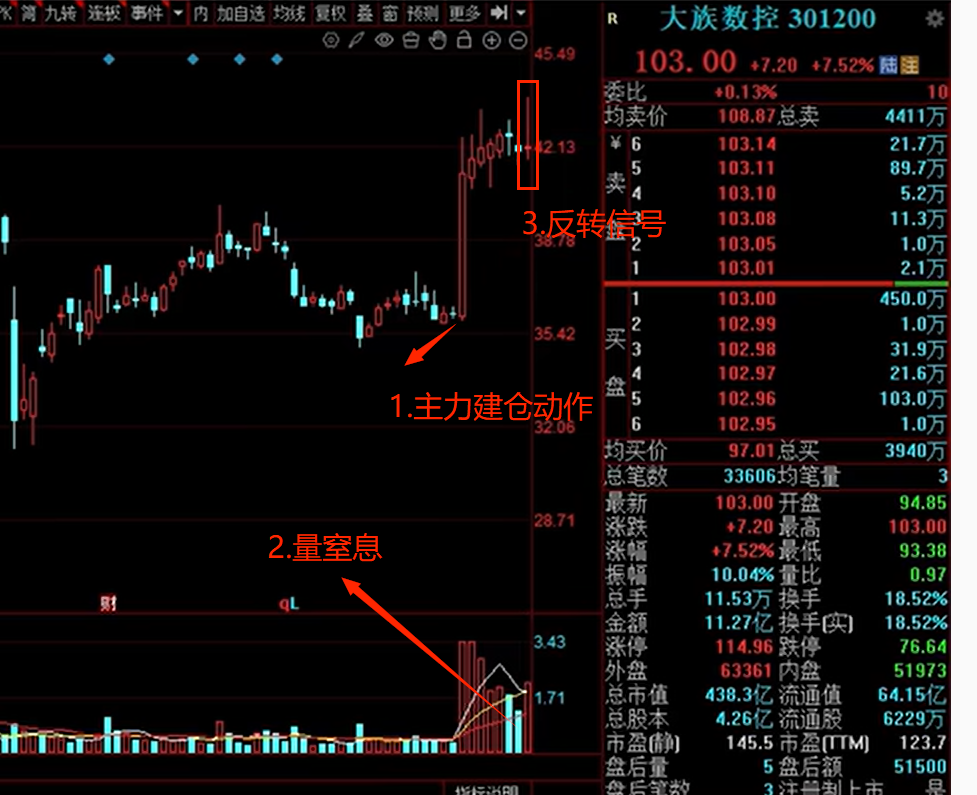 九转 连板 事件 内 加自选 均线 复权 叠 窗 预测 更多
R 大族数控 301200
103.00 +7.20 +7.52% 陆 注
委比 +0.13% 10
均卖价 108.87 总卖 4411万
卖盘
¥ 6 103.14 21.7万
5 103.11 89.7万
4 103.10 5.2万
3 103.08 11.3万
2 103.05 1.0万
1 103.01 2.1万
买盘
1 103.00 450.0万
2 102.99 1.0万
3 102.98 31.9万
4 102.97 21.6万
5 102.96 103.0万
6 102.95 1.0万
均买价 97.01 总买 3940万
总笔数 33606 均笔量 3
最新 103.00 开盘 94.85
涨跌 +7.20 最高 103.00
涨幅 +7.52% 最低 93.38
振幅 10.04% 量比 0.97
总手 11.53万 换手 18.52%
金额 11.27亿 换手(实) 18.52%
涨停 114.96 跌停 76.64
外盘 63361 内盘 51973
总市值 438.3亿 流通值 64.15亿
总股本 4.26亿 流通股 6229万
市盈(静) 145.5 市盈(TTM) 123.7
盘后量 5 盘后额 51500
盘后笔数 3 注册制上市 是
45.49
42.13
3.反转信号
38.78
35.42
1.主力建仓动作
32.06
28.71
2.量窒息
财 qL
3.43
1.71
指标说明